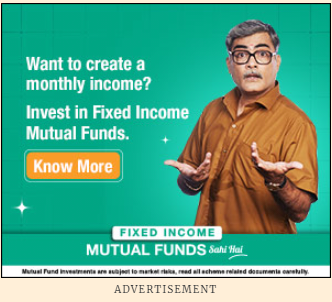 Want to create a
monthly income?
Invest in Fixed Income
Mutual Funds.
Know More
FIXED INCOME
MUTUAL FUNDS Sahi Hai
Mutual Fund investments are subject to market risks, read all scheme related documents carefully.
ADVERTISEMENT